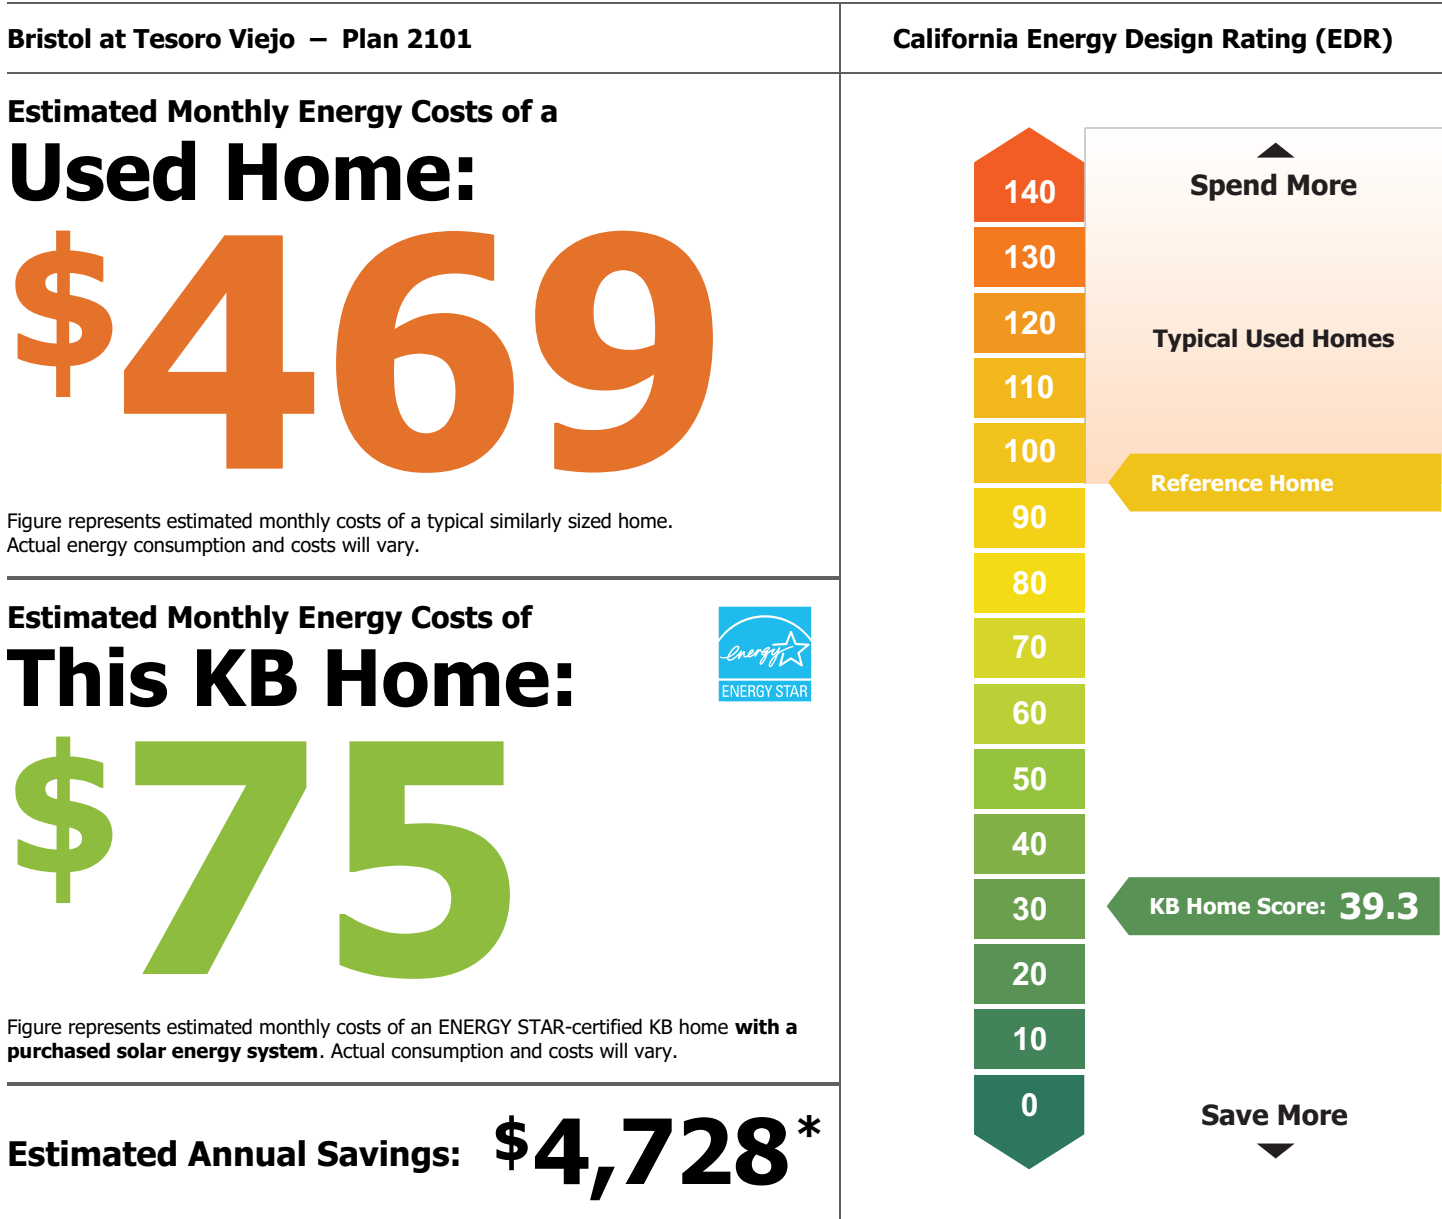 Bristol at Tesoro Viejo – Plan 2101
Estimated Monthly Energy Costs of a
Used Home:
$469
Figure represents estimated monthly costs of a typical similarly sized home.
Actual energy consumption and costs will vary.
Estimated Monthly Energy Costs of
This KB Home:
energy
ENERGY STAR
$75
Figure represents estimated monthly costs of an ENERGY STAR-certified KB home with a
purchased solar energy system. Actual consumption and costs will vary.
Estimated Annual Savings: $4,728*
California Energy Design Rating (EDR)
140
Spend More
130
120
Typical Used Homes
110
100
Reference Home
90
80
70
60
50
40
30
KB Home Score: 39.3
20
10
0
Save More